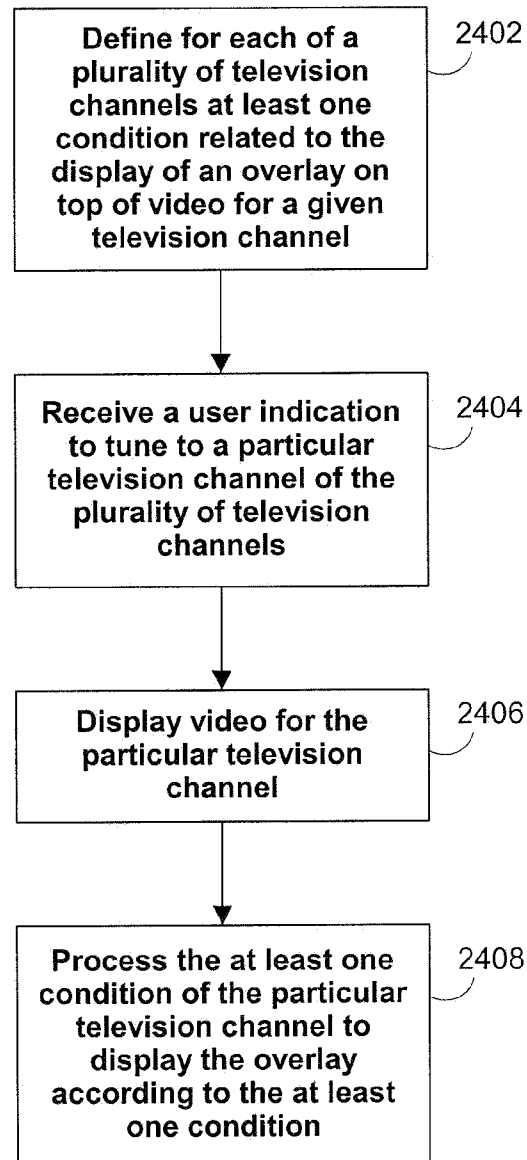 Define for each of a
plurality of television
channels at least one
condition related to the
display of an overlay on
top of video for a given
television channel
2402
Receive a user indication
to tune to a particular
television channel of the
plurality of television
channels
2404
Display video for the
particular television
channel
2406
Process the at least one
condition of the particular
television channel to
display the overlay
according to the at least
one condition
2408